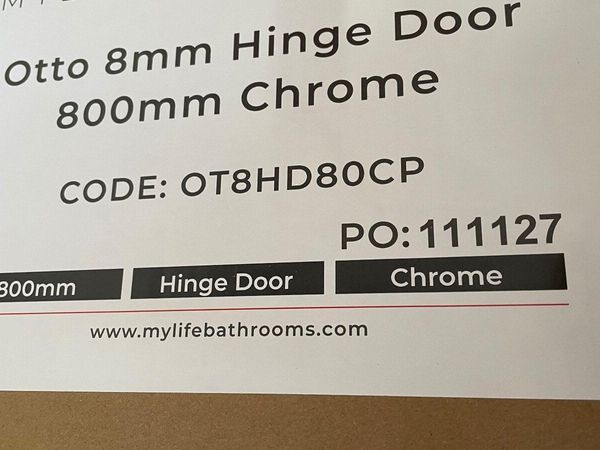 Otto 8mm Hinge Door
800mm Chrome
CODE: OT8HD80CP
PO: 111127
800mm Hinge Door Chrome
www.mylifebathrooms.com